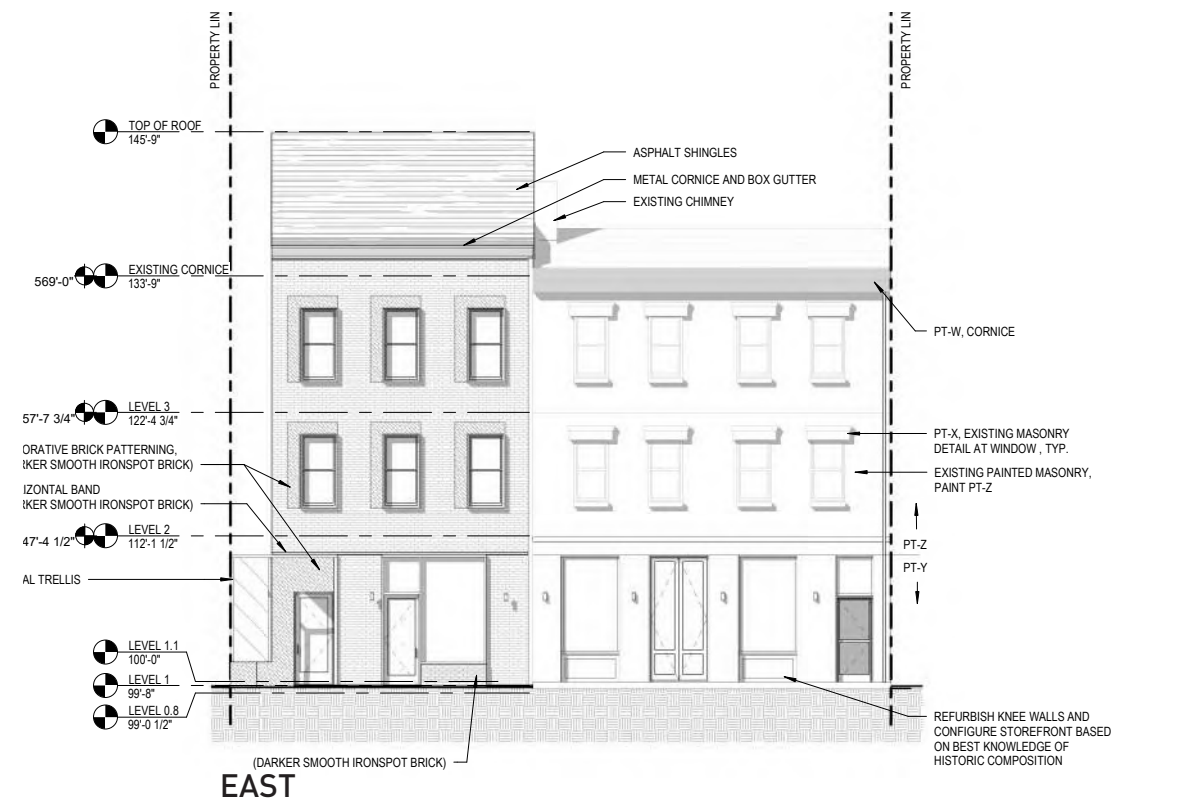 PROPERTY LIN
PROPERTY LIN
TOP OF ROOF
145'-9"
ASPHALT SHINGLES
METAL CORNICE AND BOX GUTTER
EXISTING CHIMNEY
569'-0"
EXISTING CORNICE
133'-9"
PT-W, CORNICE
57'-7 3/4"
LEVEL 3
122'-4 3/4"
ORATIVE BRICK PATTERNING,
RKER SMOOTH IRONSPOT BRICK)
PT-X, EXISTING MASONRY
DETAIL AT WINDOW , TYP.
EXISTING PAINTED MASONRY,
PAINT PT-Z
IZONTAL BAND
RKER SMOOTH IRONSPOT BRICK)
47'-4 1/2"
LEVEL 2
112'-1 1/2"
PT-Z
PT-Y
AL TRELLIS
LEVEL 1.1
100'-0"
LEVEL 1
99'-8"
LEVEL 0.8
99'-0 1/2"
REFURBISH KNEE WALLS AND
CONFIGURE STOREFRONT BASED
ON BEST KNOWLEDGE OF
HISTORIC COMPOSITION
(DARKER SMOOTH IRONSPOT BRICK)
EAST